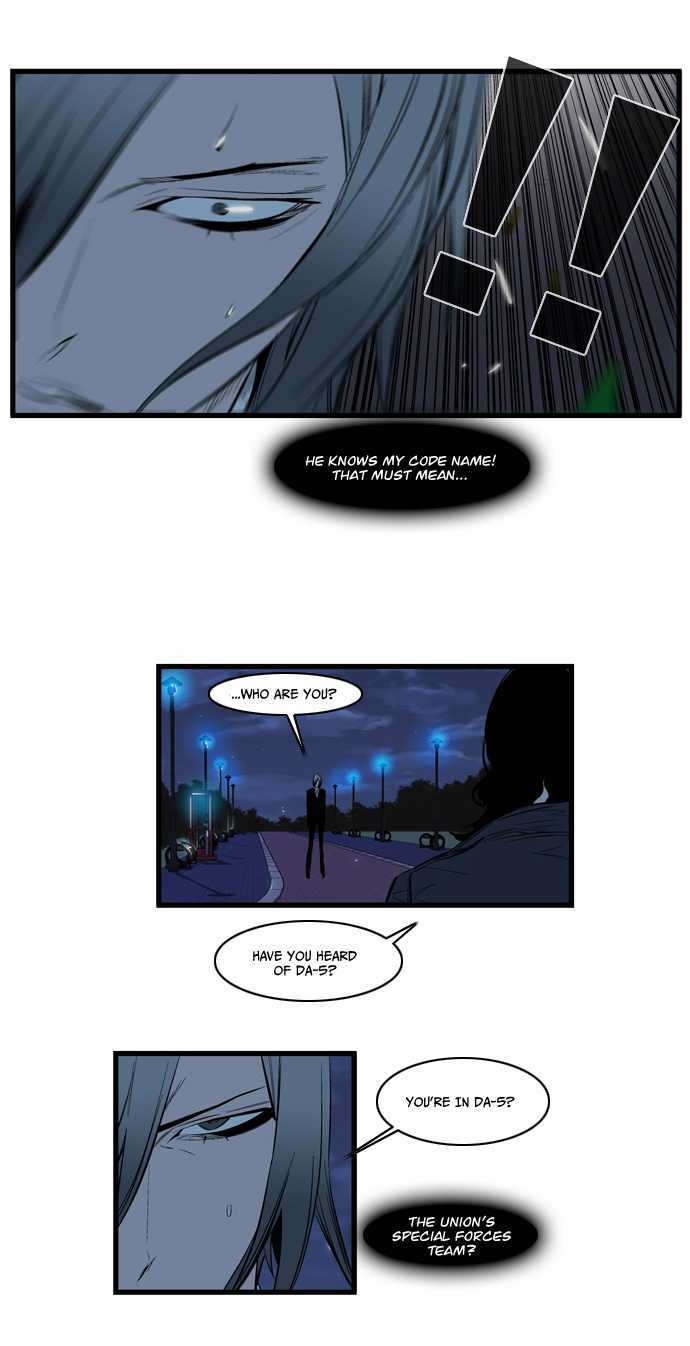 !!
HE KNOWS MY CODE NAME!
THAT MUST MEAN...
...WHO ARE YOU?
HAVE YOU HEARD
OF DA-5?
YOU'RE IN DA-5?
THE UNION'S
SPECIAL FORCES
TEAM?